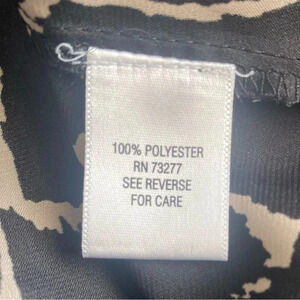 100% POLYESTER
RN 73277
SEE REVERSE
FOR CARE